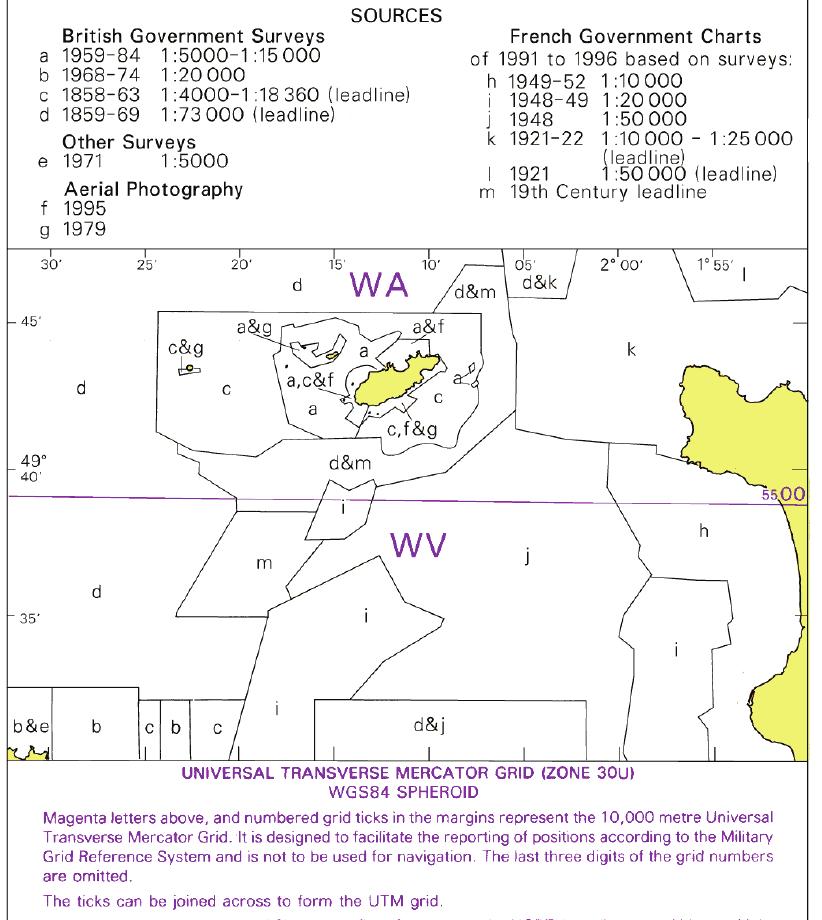 SOURCES
British Government Surveys
a 1959-84 1:5000-1:15 000
b 1968-74 1:20 000
c 1858-63 1:4000-1:18 360 (leadline)
d 1859-69 1:73 000 (leadline)
Other Surveys
e 1971 1:5000
Aerial Photography
f 1995
g 1979
French Government Charts
of 1991 to 1996 based on surveys:
h 1949-52 1:10 000
i 1948-49 1:20 000
j 1948 1:50 000
k 1921-22 1:10 000 - 1:25 000
(leadline)
l 1921 1:50 000 (leadline)
m 19th Century leadline
30' 25' 20' 15' 10' 05' 2°00' 1°55'
d WA d&m d&k l
45' a&g a&f
c&g a k
d c a,c&f a
a c
c,f&g
49°
40'
d&m
5500
i
WV h
m j
d
35' i
i
i
b&e b c b c d&j
UNIVERSAL TRANSVERSE MERCATOR GRID (ZONE 30U)
WGS84 SPHEROID
Magenta letters above, and numbered grid ticks in the margins represent the 10,000 metre Universal
Transverse Mercator Grid. It is designed to facilitate the reporting of positions according to the Military
Grid Reference System and is not to be used for navigation. The last three digits of the grid numbers
are omitted.
The ticks can be joined across to form the UTM grid.